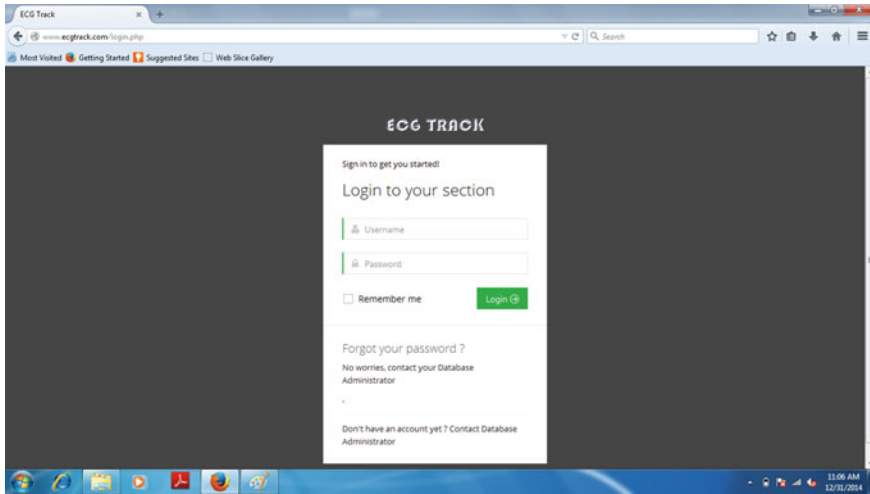 ECG Track
www.ecgtrack.com/login.php
Search
Most Visited Getting Started Suggested Sites Web Slice Gallery
ECG TRACK
Sign in to get you started!
Login to your section
Username
Password
Remember me Login
Forgot your password ?
No worries, contact your Database
Administrator
-
Don't have an account yet ? Contact Database
Administrator
11:06 AM
12/31/2014